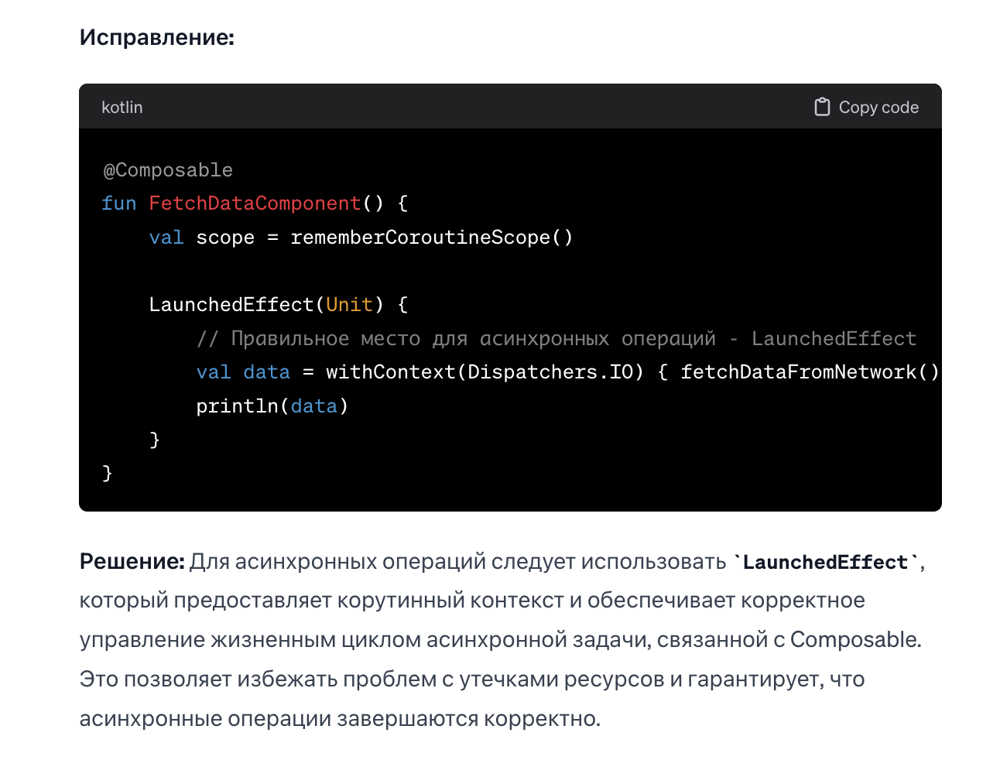 Исправление:
kotlin
Copy code
@Composable
fun FetchDataComponent() {
    val scope = rememberCoroutineScope()
    LaunchedEffect(Unit) {
        // Правильное место для асинхронных операций - LaunchedEffect
        val data = withContext(Dispatchers.IO) { fetchDataFromNetwork()
        println(data)
    }
}
Решение: Для асинхронных операций следует использовать `LaunchedEffect`,
который предоставляет корутинный контекст и обеспечивает корректное
управление жизненным циклом асинхронной задачи, связанной с Composable.
Это позволяет избежать проблем с утечками ресурсов и гарантирует, что
асинхронные операции завершаются корректно.